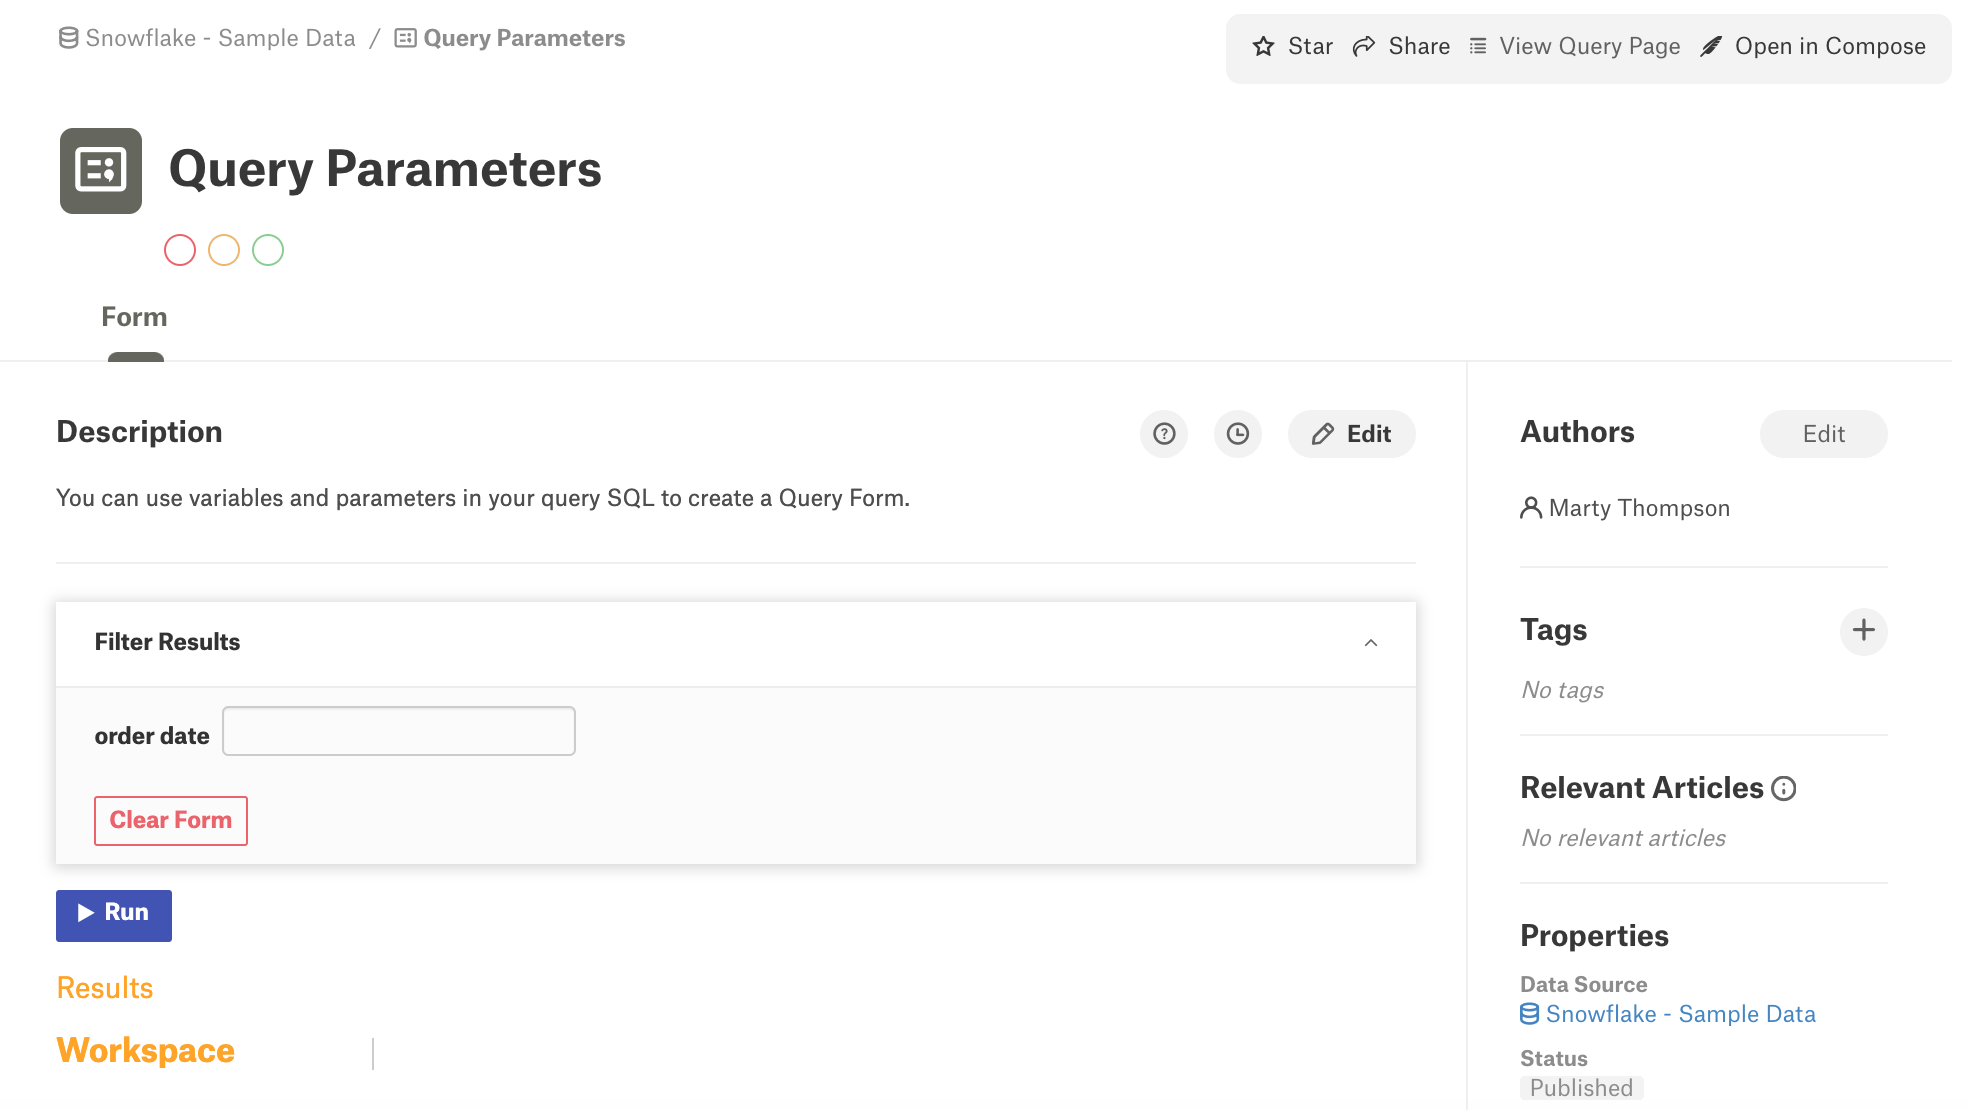 Snowflake - Sample Data / Query Parameters
Star Share View Query Page Open in Compose
Query Parameters
Form
Description
Edit
You can use variables and parameters in your query SQL to create a Query Form.
Filter Results
order date
Clear Form
Run
Results
Workspace
Authors
Edit
Marty Thompson
Tags
No tags
Relevant Articles
No relevant articles
Properties
Data Source
Snowflake - Sample Data
Status
Published